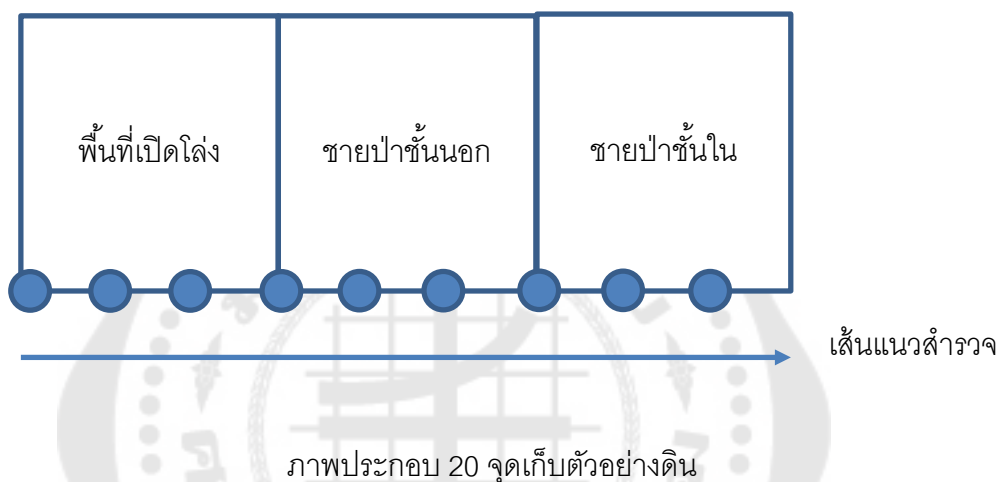 พื้นที่เปิดโล่ง
ชายป่าชั้นนอก
ชายป่าชั้นใน
เส้นแนวสำรวจ
ภาพประกอบ 20 จุดเก็บตัวอย่างดิน